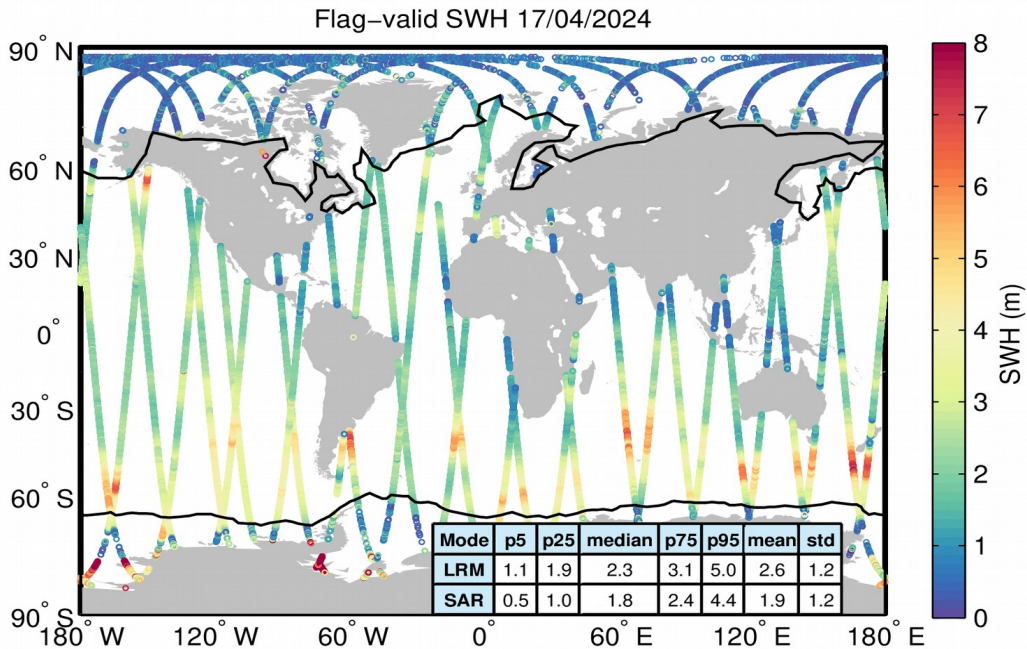 Flag−valid SWH 17/04/2024
90° N
60° N
30° N
0°
30° S
60° S
90° S
180° W
120° W
60° W
0°
60° E
120° E
180° E
8
7
6
5
4
3
2
1
0
SWH (m)
Mode p5 p25 median p75 p95 mean std
LRM 1.1 1.9 2.3 3.1 5.0 2.6 1.2
SAR 0.5 1.0 1.8 2.4 4.4 1.9 1.2